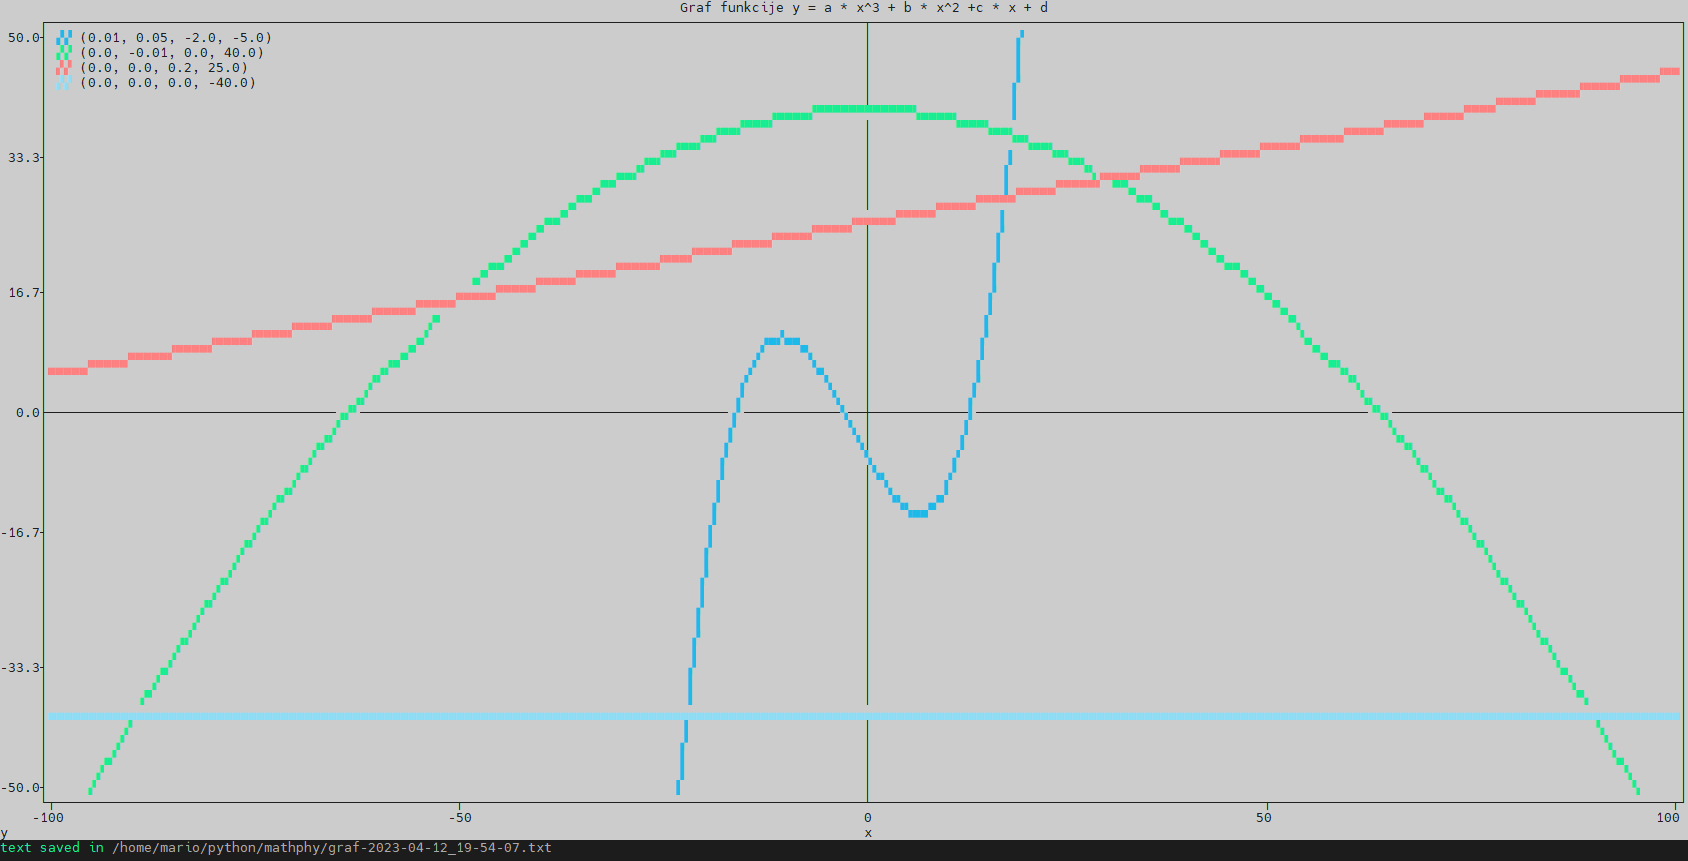 Graf funkcije y = a * x^3 + b * x^2 +c * x + d
(0.01, 0.05, -2.0, -5.0)
(0.0, -0.01, 0.0, 40.0)
(0.0, 0.0, 0.2, 25.0)
(0.0, 0.0, 0.0, -40.0)
50.0
33.3
16.7
0.0
-16.7
-33.3
-50.0
-100 -50 0 50 100
y x
text saved in /home/mario/python/mathphy/graf-2023-04-12_19-54-07.txt